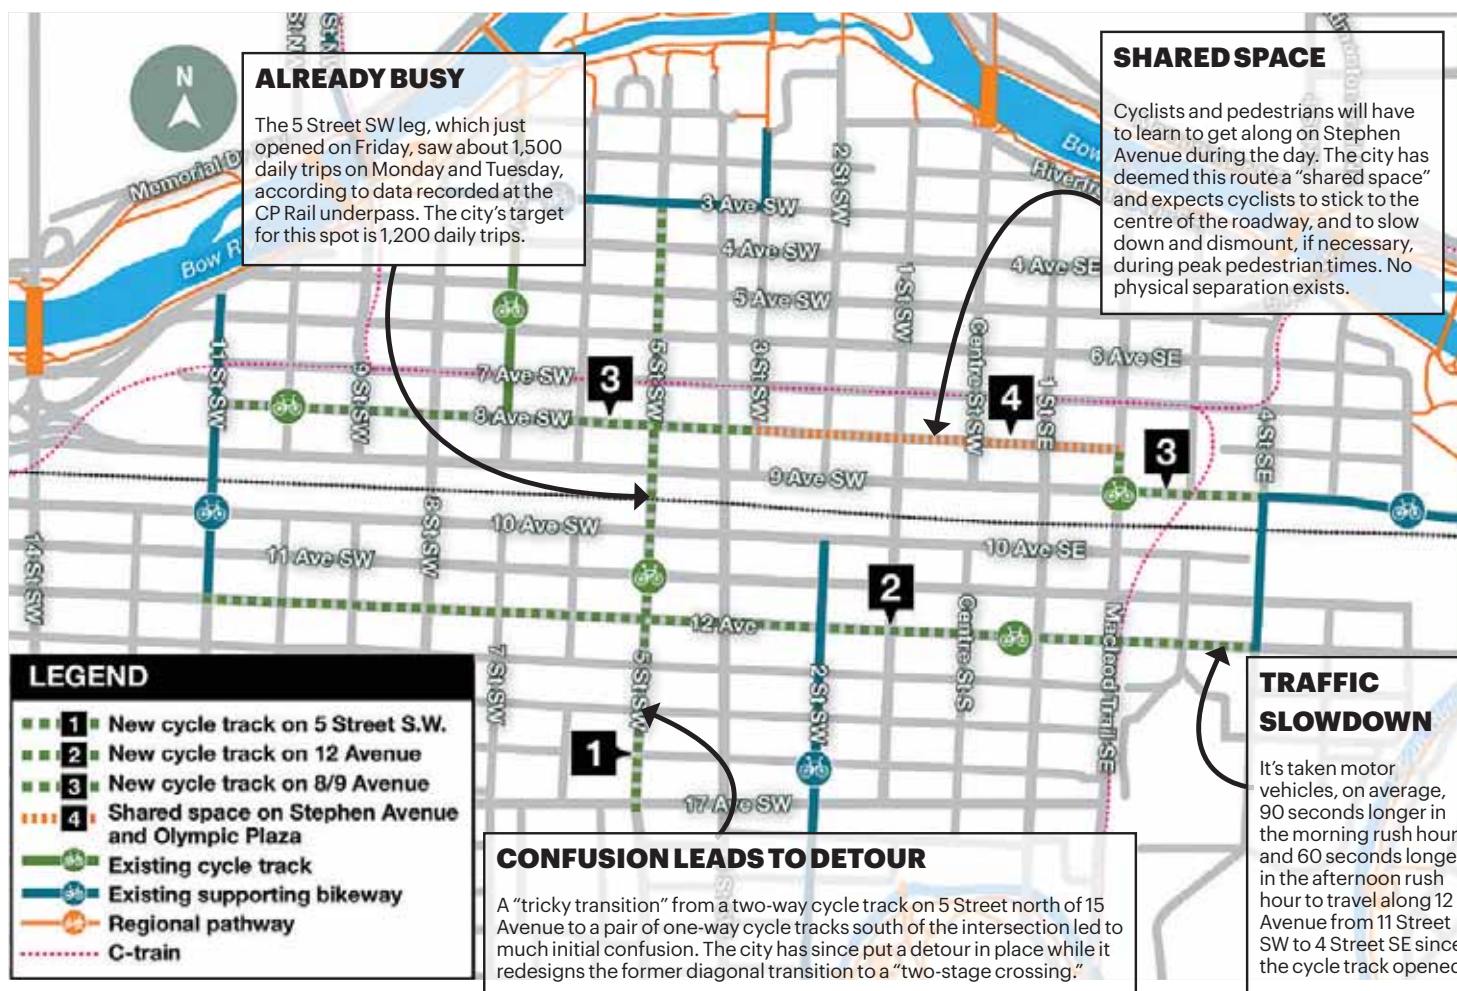 N
ALREADY BUSY
The 5 Street SW leg, which just
opened on Friday, saw about 1,500
daily trips on Monday and Tuesday,
according to data recorded at the
CP Rail underpass. The city’s target
for this spot is 1,200 daily trips.
SHARED SPACE
Cyclists and pedestrians will have
to learn to get along on Stephen
Avenue during the day. The city has
deemed this route a “shared space”
and expects cyclists to stick to the
centre of the roadway, and to slow
down and dismount, if necessary,
during peak pedestrian times. No
physical separation exists.
Memorial
Bow
Bow
2 St SW
3 Ave SW
4 Ave SW
4 Ave SE
5 Ave SW
1 St SW
6 Ave SE
Centre St SW
11 St SW
9 St SW
7 Ave SW
3
5 St SW
3 St SW
4
1 St SE
8 Ave SW
4 St SE
3
9 Ave SW
8 St SW
10 Ave SW
10 Ave SE
14 St SW
11 Ave SW
2
12 Ave
Centre St S
Macleod Trail SE
7 St SW
5 St SW
2 St SW
1
17 Ave SW
LEGEND
1 New cycle track on 5 Street S.W.
2 New cycle track on 12 Avenue
3 New cycle track on 8/9 Avenue
4 Shared space on Stephen Avenue
and Olympic Plaza
Existing cycle track
Existing supporting bikeway
Regional pathway
C-train
CONFUSION LEADS TO DETOUR
A “tricky transition” from a two-way cycle track on 5 Street north of 15
Avenue to a pair of one-way cycle tracks south of the intersection led to
much initial confusion. The city has since put a detour in place while it
redesigns the former diagonal transition to a “two-stage crossing.”
TRAFFIC
SLOWDOWN
It’s taken motor
vehicles, on average,
90 seconds longer in
the morning rush hour
and 60 seconds longe
in the afternoon rush
hour to travel along 12
Avenue from 11 Street
SW to 4 Street SE since
the cycle track opened